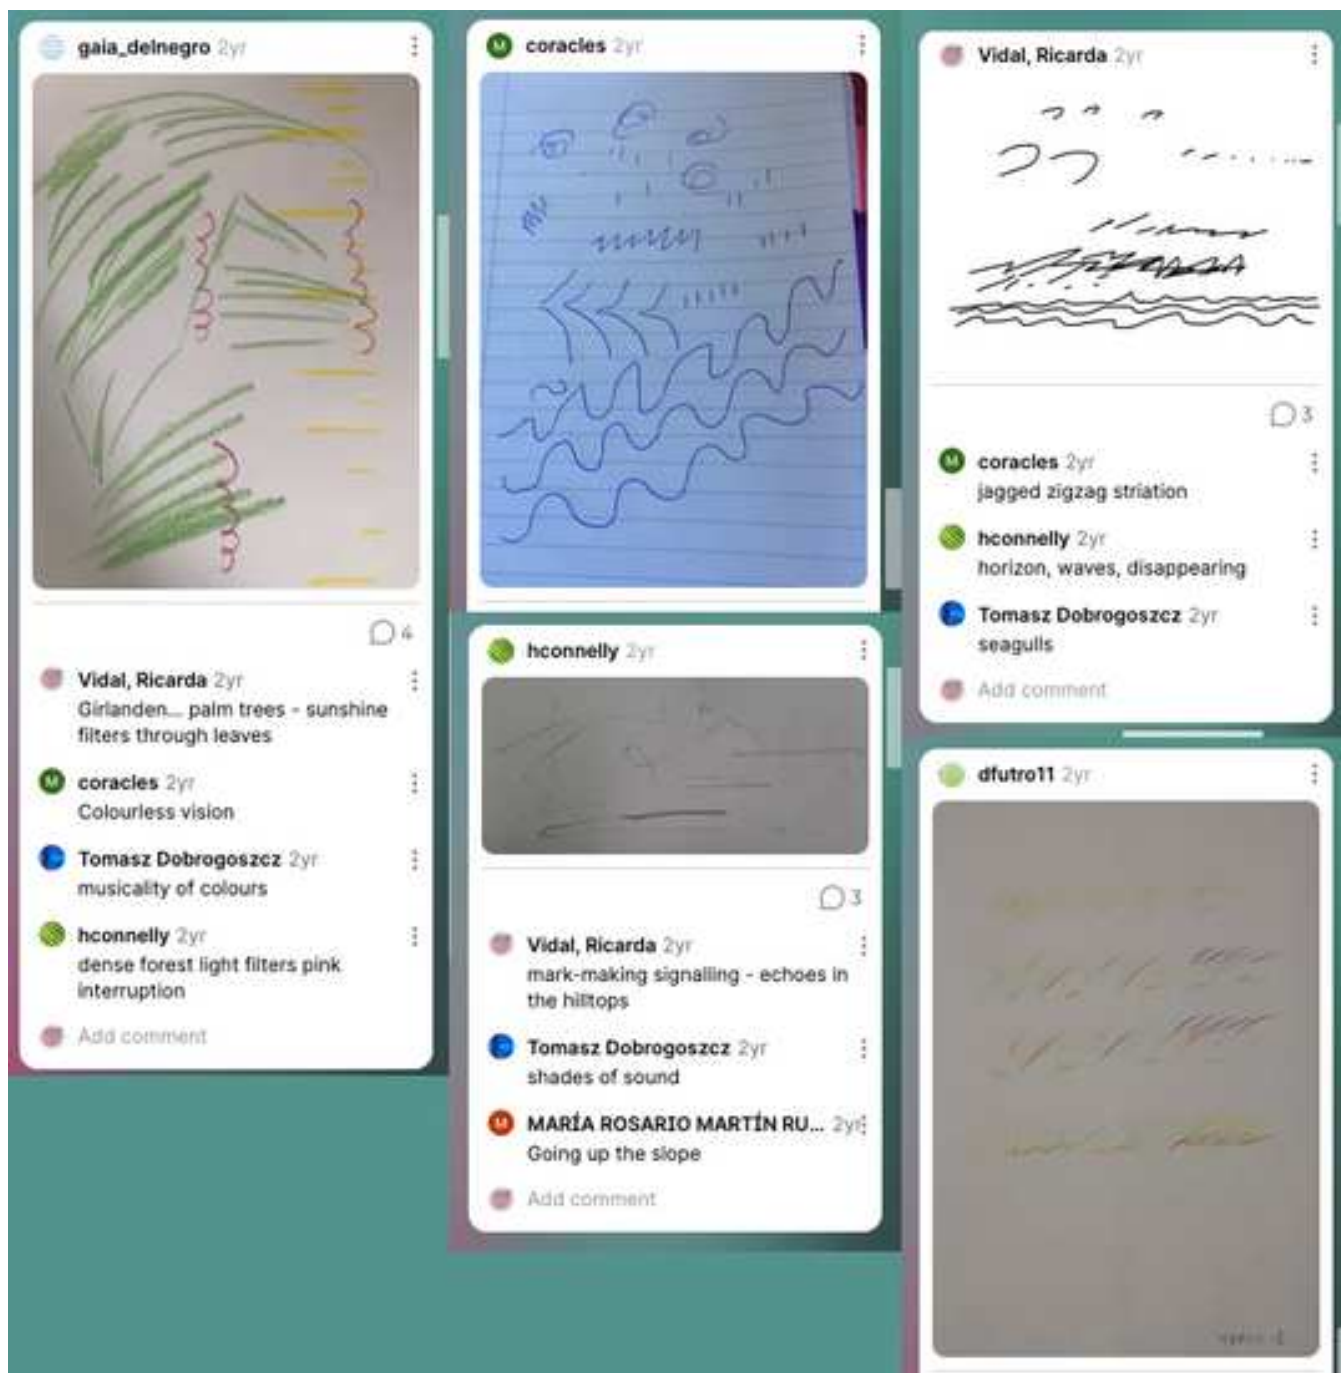 gaia_delnegro 2yr
4
Vidal, Ricarda 2yr
Girlanden... palm trees - sunshine
filters through leaves
coracles 2yr
Colourless vision
Tomasz Dobrogoszcz 2yr
musicality of colours
hconnelly 2yr
dense forest light filters pink
interruption
Add comment
M coracles 2yr
hconnelly 2yr
3
Vidal, Ricarda 2yr
mark-making signalling - echoes in
the hilltops
Tomasz Dobrogoszcz 2yr
shades of sound
M MARÍA ROSARIO MARTÍN RU... 2yr
Going up the slope
Add comment
Vidal, Ricarda 2yr
3
M coracles 2yr
jagged zigzag striation
hconnelly 2yr
horizon, waves, disappearing
Tomasz Dobrogoszcz 2yr
seagulls
Add comment
dfutro11 2yr